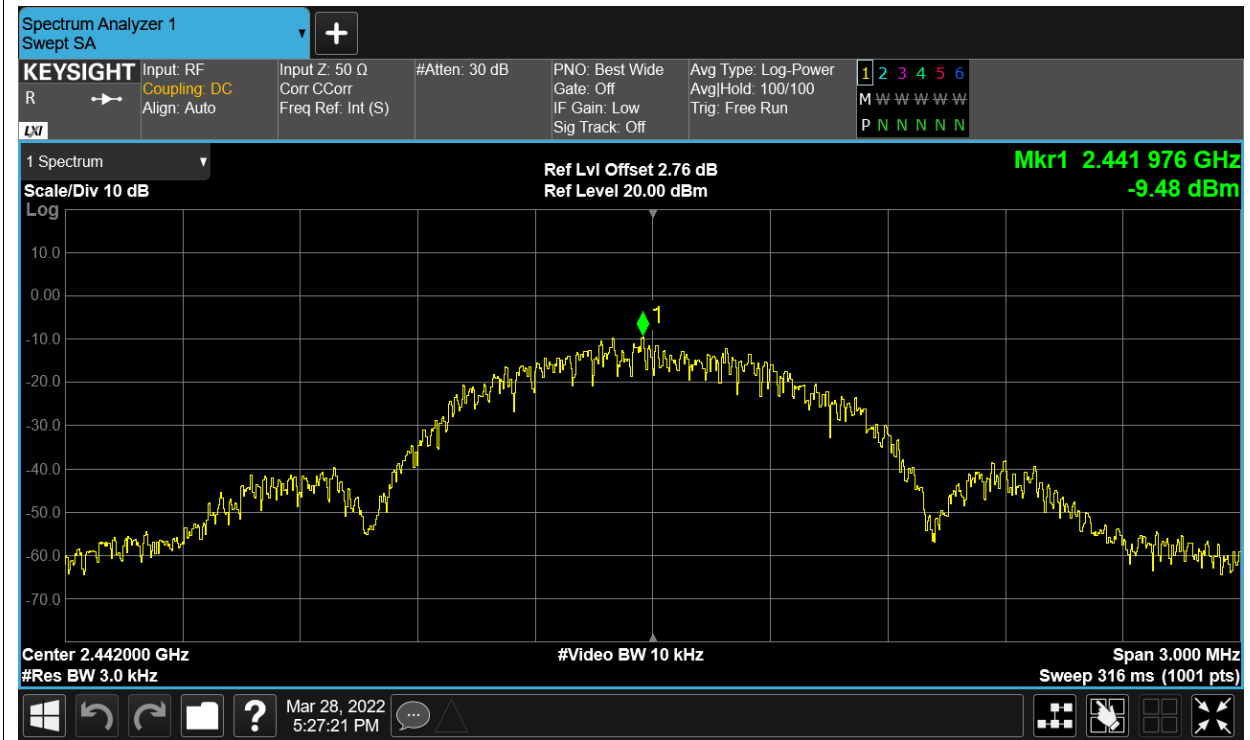 Spectrum Analyzer 1
Swept SA
+
KEYSIGHT
R
LXI
Input: RF
Coupling: DC
Align: Auto
Input Z: 50 Ω
Corr CCorr
Freq Ref: Int (S)
#Atten: 30 dB
PNO: Best Wide
Gate: Off
IF Gain: Low
Sig Track: Off
Avg Type: Log-Power
Avg|Hold: 100/100
Trig: Free Run
1 2 3 4 5 6
M W W W W W
P N N N N N
1 Spectrum
Scale/Div 10 dB
Log
Ref Lvl Offset 2.76 dB
Ref Level 20.00 dBm
Mkr1 2.441 976 GHz
-9.48 dBm
10.0
0.00
-10.0
-20.0
-30.0
-40.0
-50.0
-60.0
-70.0
1
Center 2.442000 GHz
#Res BW 3.0 kHz
#Video BW 10 kHz
Span 3.000 MHz
Sweep 316 ms (1001 pts)
?
Mar 28, 2022
5:27:21 PM